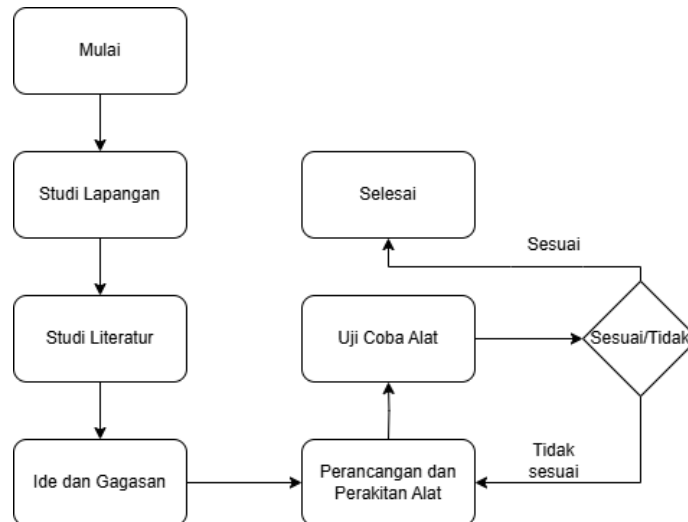 Mulai
Studi Lapangan
Selesai
Sesuai
Studi Literatur
Uji Coba Alat
Sesuai/Tidak
Ide dan Gagasan
Perancangan dan
Perakitan Alat
Tidak
sesuai